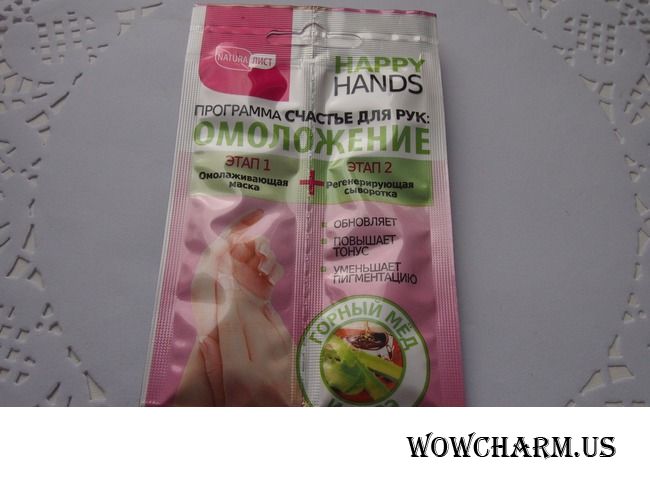 NATURA ЛИСТ
HAPPY
HANDS
ПРОГРАММА СЧАСТЬЕ ДЛЯ РУК:
ОМОЛОЖЕНИЕ
ЭТАП 1
Омолаживающая
маска
+
ЭТАП 2
Регенерирующая
сыворотка
ОБНОВЛЯЕТ
ПОВЫШАЕТ
ТОНУС
УМЕНЬШАЕТ
ПИГМЕНТАЦИЮ
ГОРНЫЙ МЁД
WOWCHARM.US